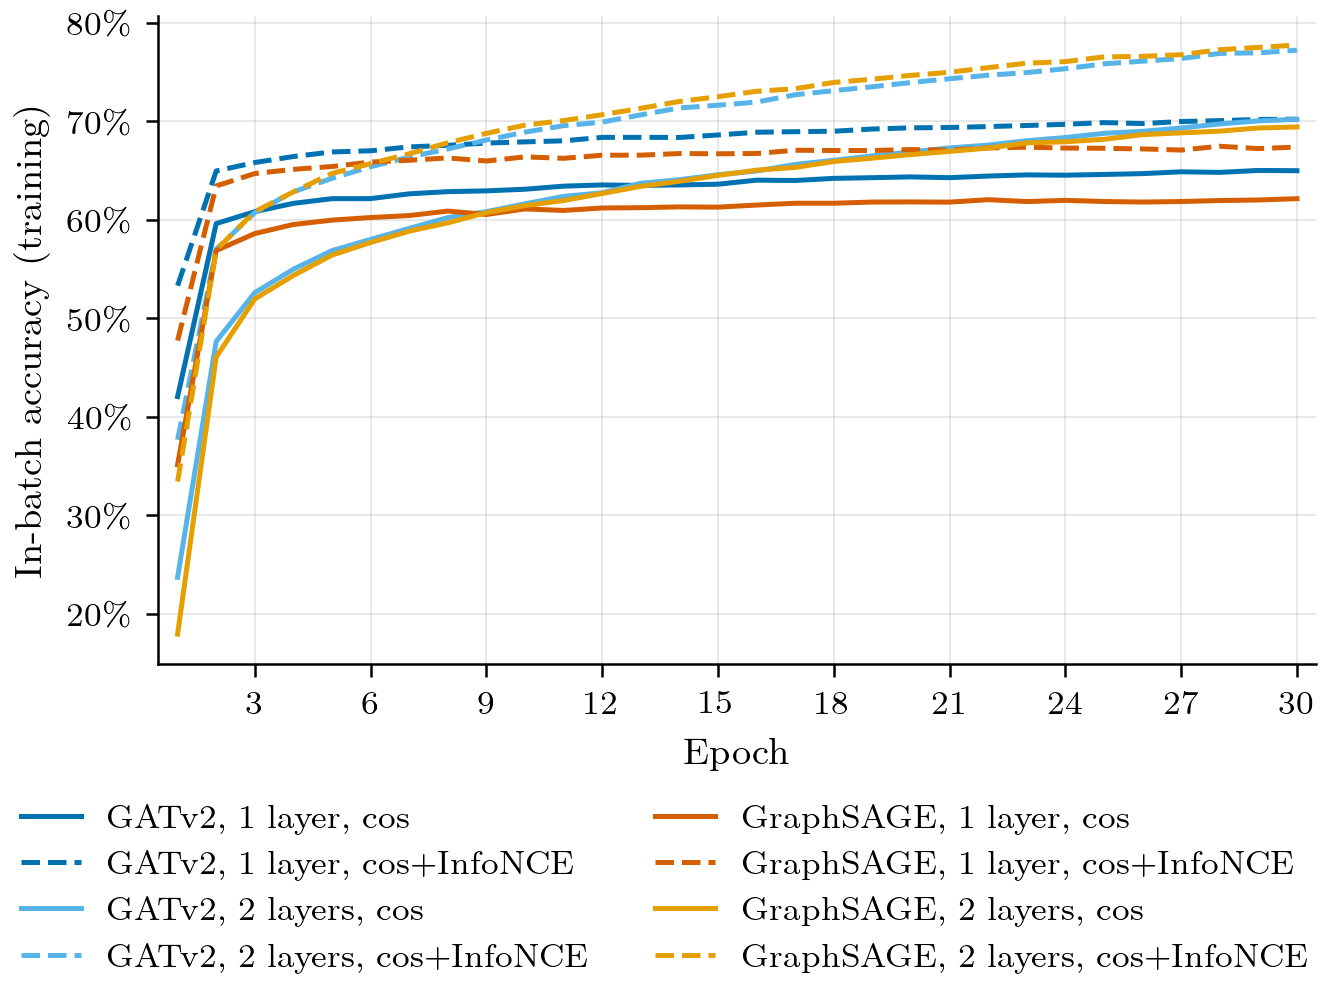 80%
70%
60%
50%
40%
30%
20%
In-batch accuracy (training)
3 6 9 12 15 18 21 24 27 30
Epoch
GATv2, 1 layer, cos
GATv2, 1 layer, cos+InfoNCE
GATv2, 2 layers, cos
GATv2, 2 layers, cos+InfoNCE
GraphSAGE, 1 layer, cos
GraphSAGE, 1 layer, cos+InfoNCE
GraphSAGE, 2 layers, cos
GraphSAGE, 2 layers, cos+InfoNCE